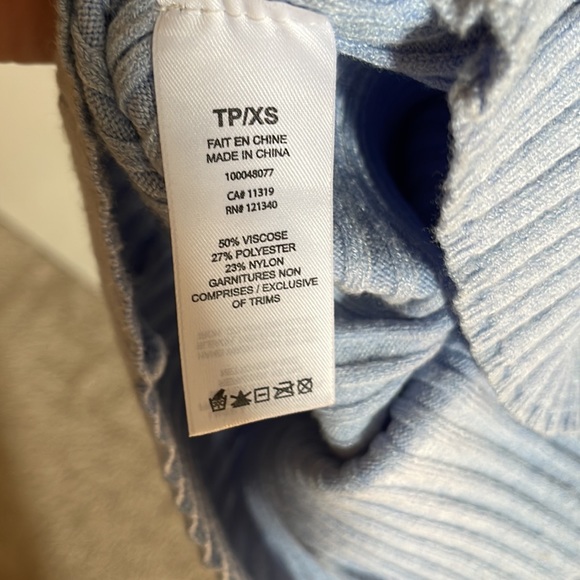 TP/XS
FAIT EN CHINE
MADE IN CHINA
100048077
CA# 11319
RN# 121340
50% VISCOSE
27% POLYESTER
23% NYLON
GARNITURES NON
COMPRISES / EXCLUSIVE
OF TRIMS